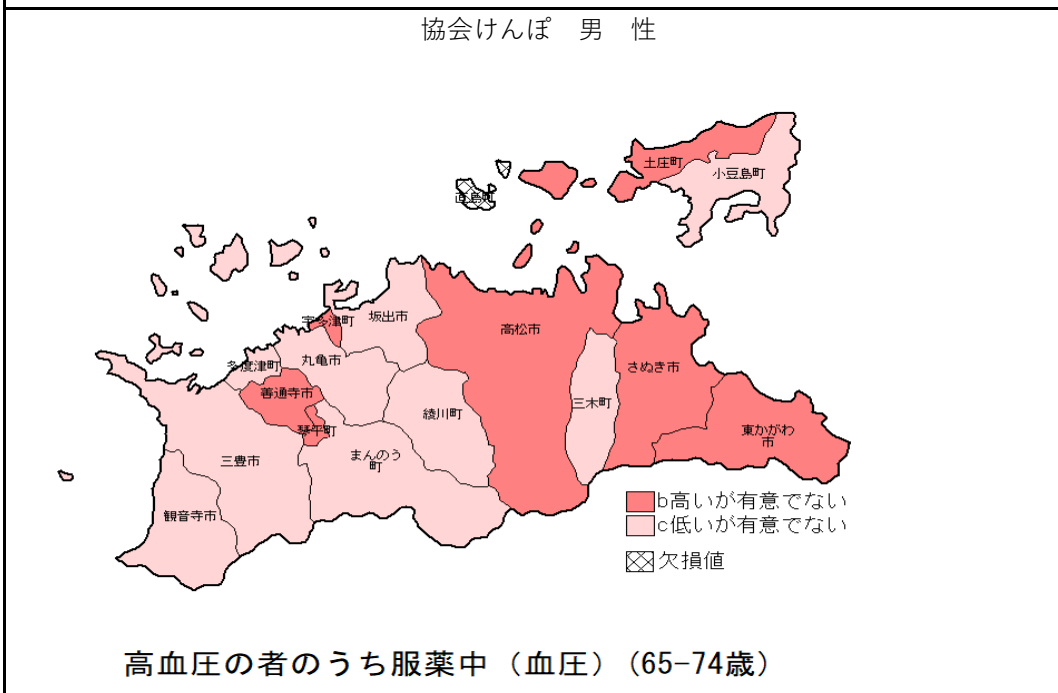 協会けんぽ　男　性
土庄町
小豆島町
直島町
宇多津町
坂出市
高松市
多度津町
丸亀市
さぬき市
善通寺市
三木町
綾川町
琴平町
東かがわ
市
まんのう
町
三豊市
観音寺市
b高いが有意でない
c低いが有意でない
欠損値
高血圧の者のうち服薬中（血圧）(65-74歳)